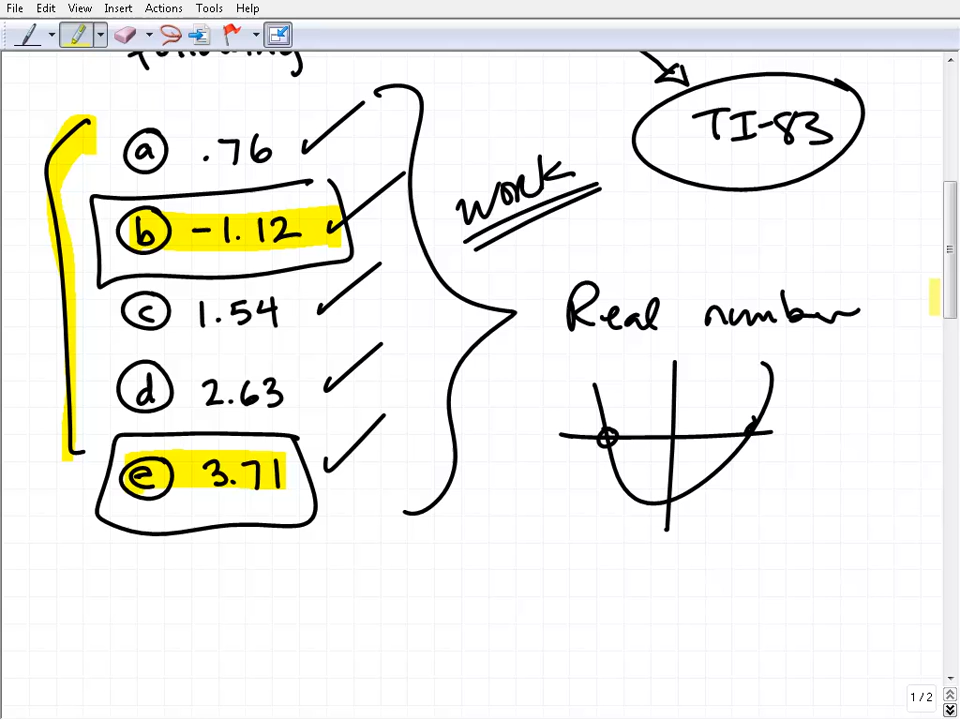 File Edit View Insert Actions Tools Help
following
TI-83
a .76
work
b -1.12
c 1.54
Real number
d 2.63
e 3.71
1 / 2